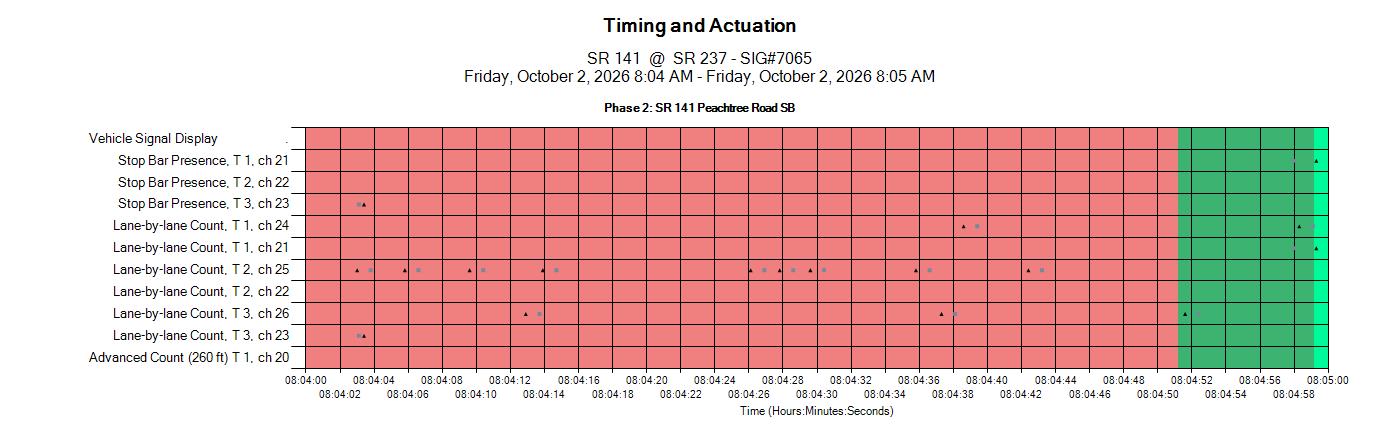 Timing and Actuation
SR 141 @ SR 237 - SIG#7065
Friday, October 2, 2026 8:04 AM - Friday, October 2, 2026 8:05 AM
Phase 2: SR 141 Peachtree Road SB
Vehicle Signal Display .
Stop Bar Presence, T 1, ch 21
Stop Bar Presence, T 2, ch 22
Stop Bar Presence, T 3, ch 23
Lane-by-lane Count, T 1, ch 24
Lane-by-lane Count, T 1, ch 21
Lane-by-lane Count, T 2, ch 25
Lane-by-lane Count, T 2, ch 22
Lane-by-lane Count, T 3, ch 26
Lane-by-lane Count, T 3, ch 23
Advanced Count (260 ft) T 1, ch 20
08:04:00 08:04:04 08:04:08 08:04:12 08:04:16 08:04:20 08:04:24 08:04:28 08:04:32 08:04:36 08:04:40 08:04:44 08:04:48 08:04:52 08:04:56 08:05:00
08:04:02 08:04:06 08:04:10 08:04:14 08:04:18 08:04:22 08:04:26 08:04:30 08:04:34 08:04:38 08:04:42 08:04:46 08:04:50 08:04:54 08:04:58
Time (Hours:Minutes:Seconds)